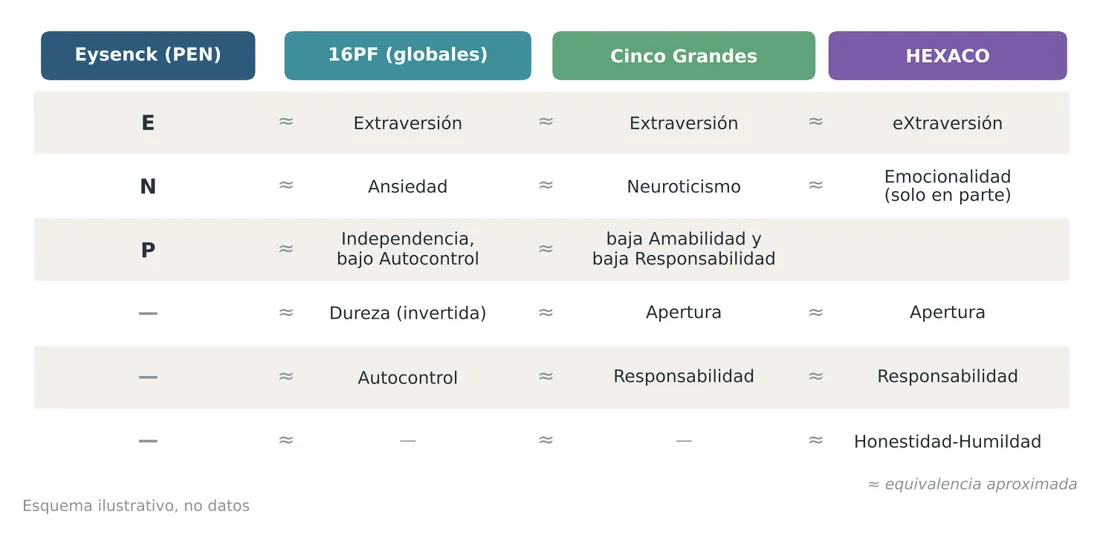 Eysenck (PEN) 16PF (globales) Cinco Grandes HEXACO
E ≈ Extraversión ≈ Extraversión ≈ eXtraversión
N ≈ Ansiedad ≈ Neuroticismo ≈ Emocionalidad
(solo en parte)
P ≈ Independencia,
bajo Autocontrol ≈ baja Amabilidad y
baja Responsabilidad
— ≈ Dureza (invertida) ≈ Apertura ≈ Apertura
— ≈ Autocontrol ≈ Responsabilidad ≈ Responsabilidad
— ≈ — ≈ — ≈ Honestidad-Humildad
≈ equivalencia aproximada
Esquema ilustrativo, no datos